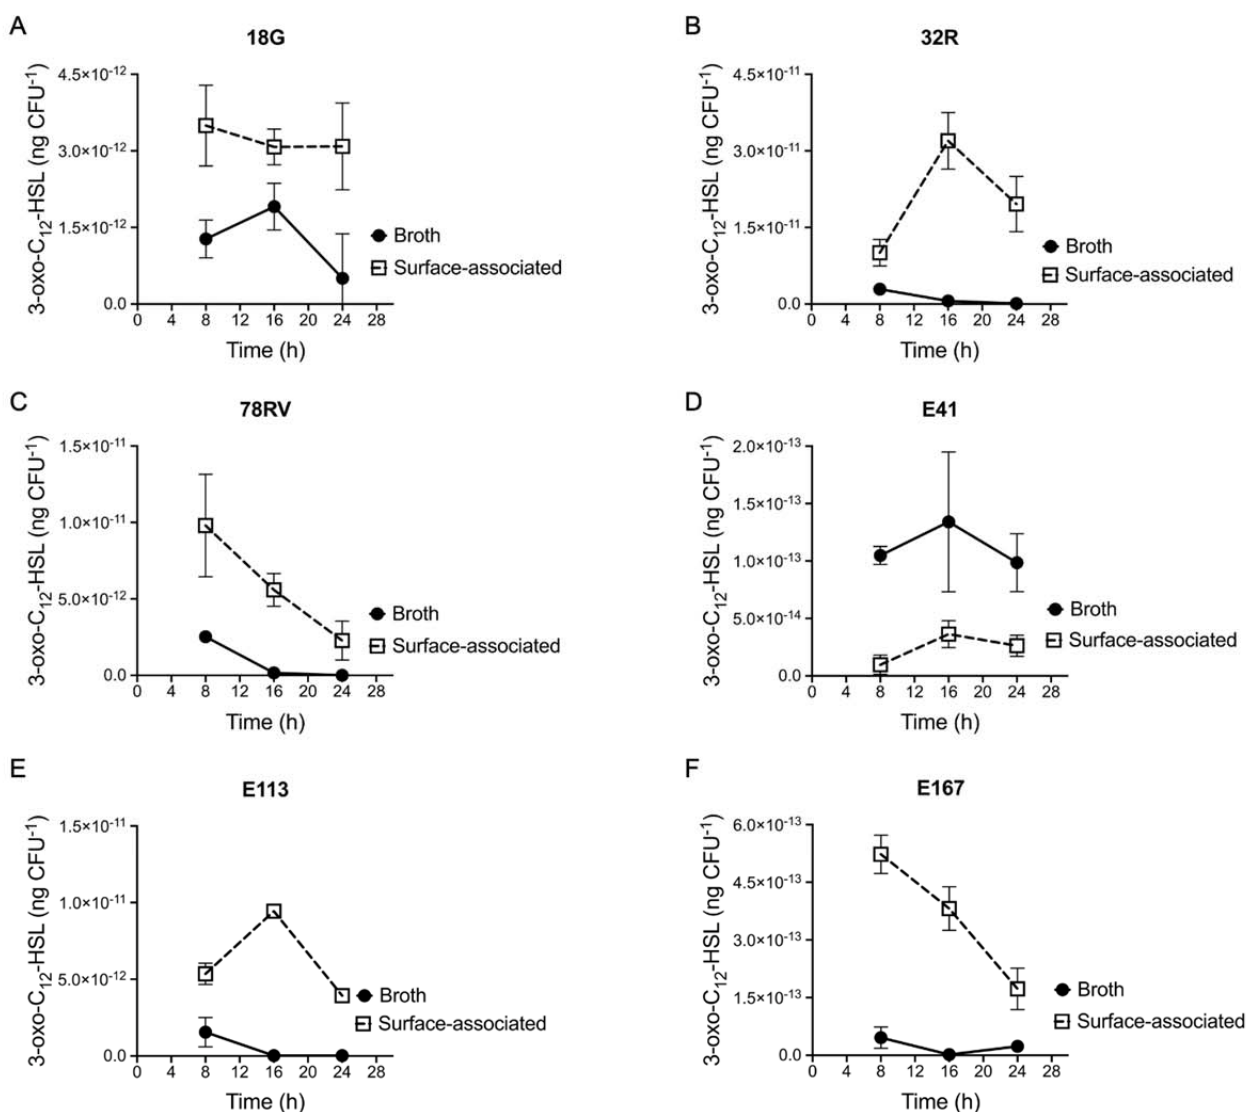 A
18G
3-oxo-C₁₂-HSL (ng CFU⁻¹)
4.5×10⁻¹²
3.0×10⁻¹²
1.5×10⁻¹²
0.0
0 4 8 12 16 20 24 28
Time (h)
Broth
Surface-associated
B
32R
3-oxo-C₁₂-HSL (ng CFU⁻¹)
4.5×10⁻¹¹
3.0×10⁻¹¹
1.5×10⁻¹¹
0.0
0 4 8 12 16 20 24 28
Time (h)
Broth
Surface-associated
C
78RV
3-oxo-C₁₂-HSL (ng CFU⁻¹)
1.5×10⁻¹¹
1.0×10⁻¹¹
5.0×10⁻¹²
0.0
0 4 8 12 16 20 24 28
Time (h)
Broth
Surface-associated
D
E41
3-oxo-C₁₂-HSL (ng CFU⁻¹)
2.0×10⁻¹³
1.5×10⁻¹³
1.0×10⁻¹³
5.0×10⁻¹⁴
0.0
0 4 8 12 16 20 24 28
Time (h)
Broth
Surface-associated
E
E113
3-oxo-C₁₂-HSL (ng CFU⁻¹)
1.5×10⁻¹¹
1.0×10⁻¹¹
5.0×10⁻¹²
0.0
0 4 8 12 16 20 24 28
Time (h)
Broth
Surface-associated
F
E167
3-oxo-C₁₂-HSL (ng CFU⁻¹)
6.0×10⁻¹³
4.5×10⁻¹³
3.0×10⁻¹³
1.5×10⁻¹³
0.0
0 4 8 12 16 20 24 28
Time (h)
Broth
Surface-associated